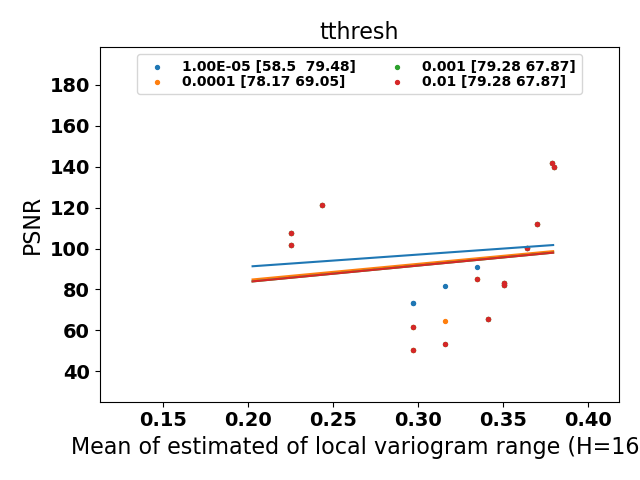 tthresh
1.00E-05 [58.5  79.48]
0.0001 [78.17 69.05]
0.001 [79.28 67.87]
0.01 [79.28 67.87]
PSNR
180
160
140
120
100
80
60
40
0.15 0.20 0.25 0.30 0.35 0.40
Mean of estimated of local variogram range (H=16